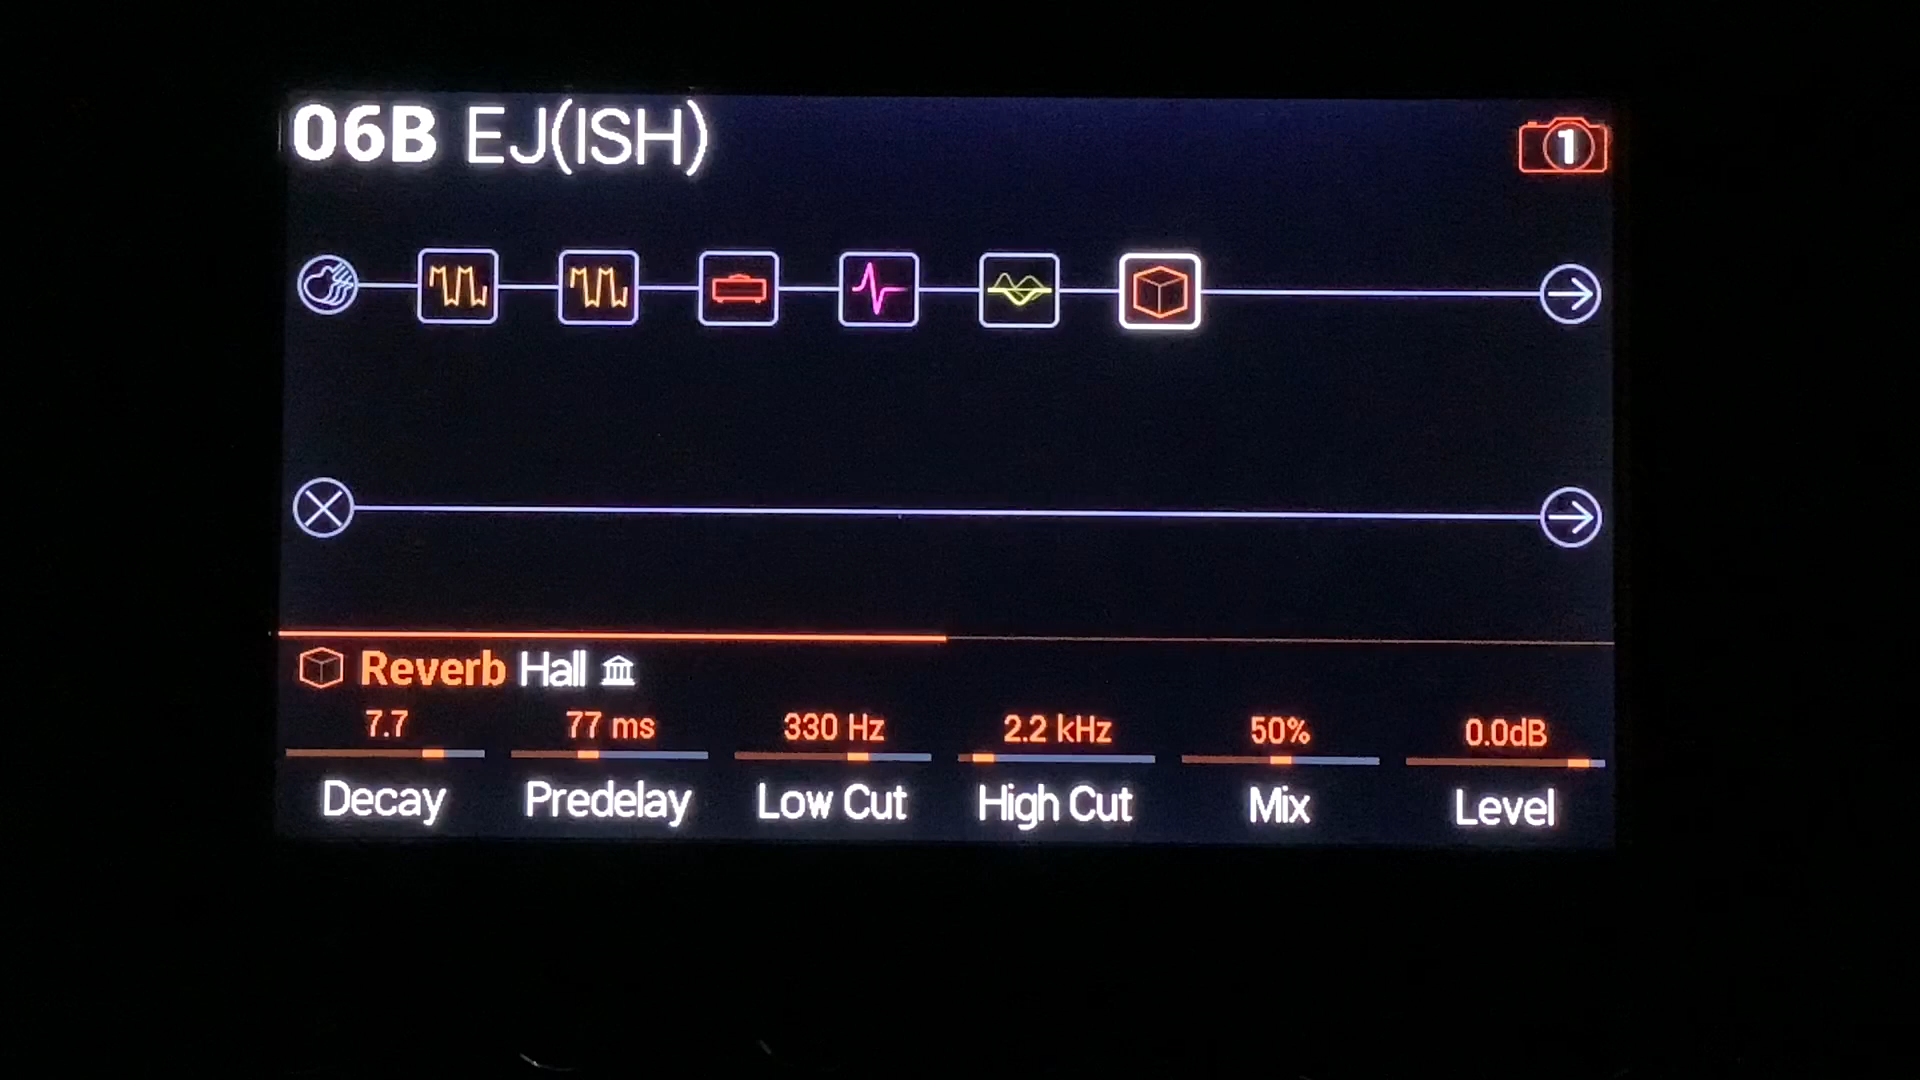 06B EJ(ISH)
1
Reverb Hall
7.7 77 ms 330 Hz 2.2 kHz 50% 0.0dB
Decay Predelay Low Cut High Cut Mix Level